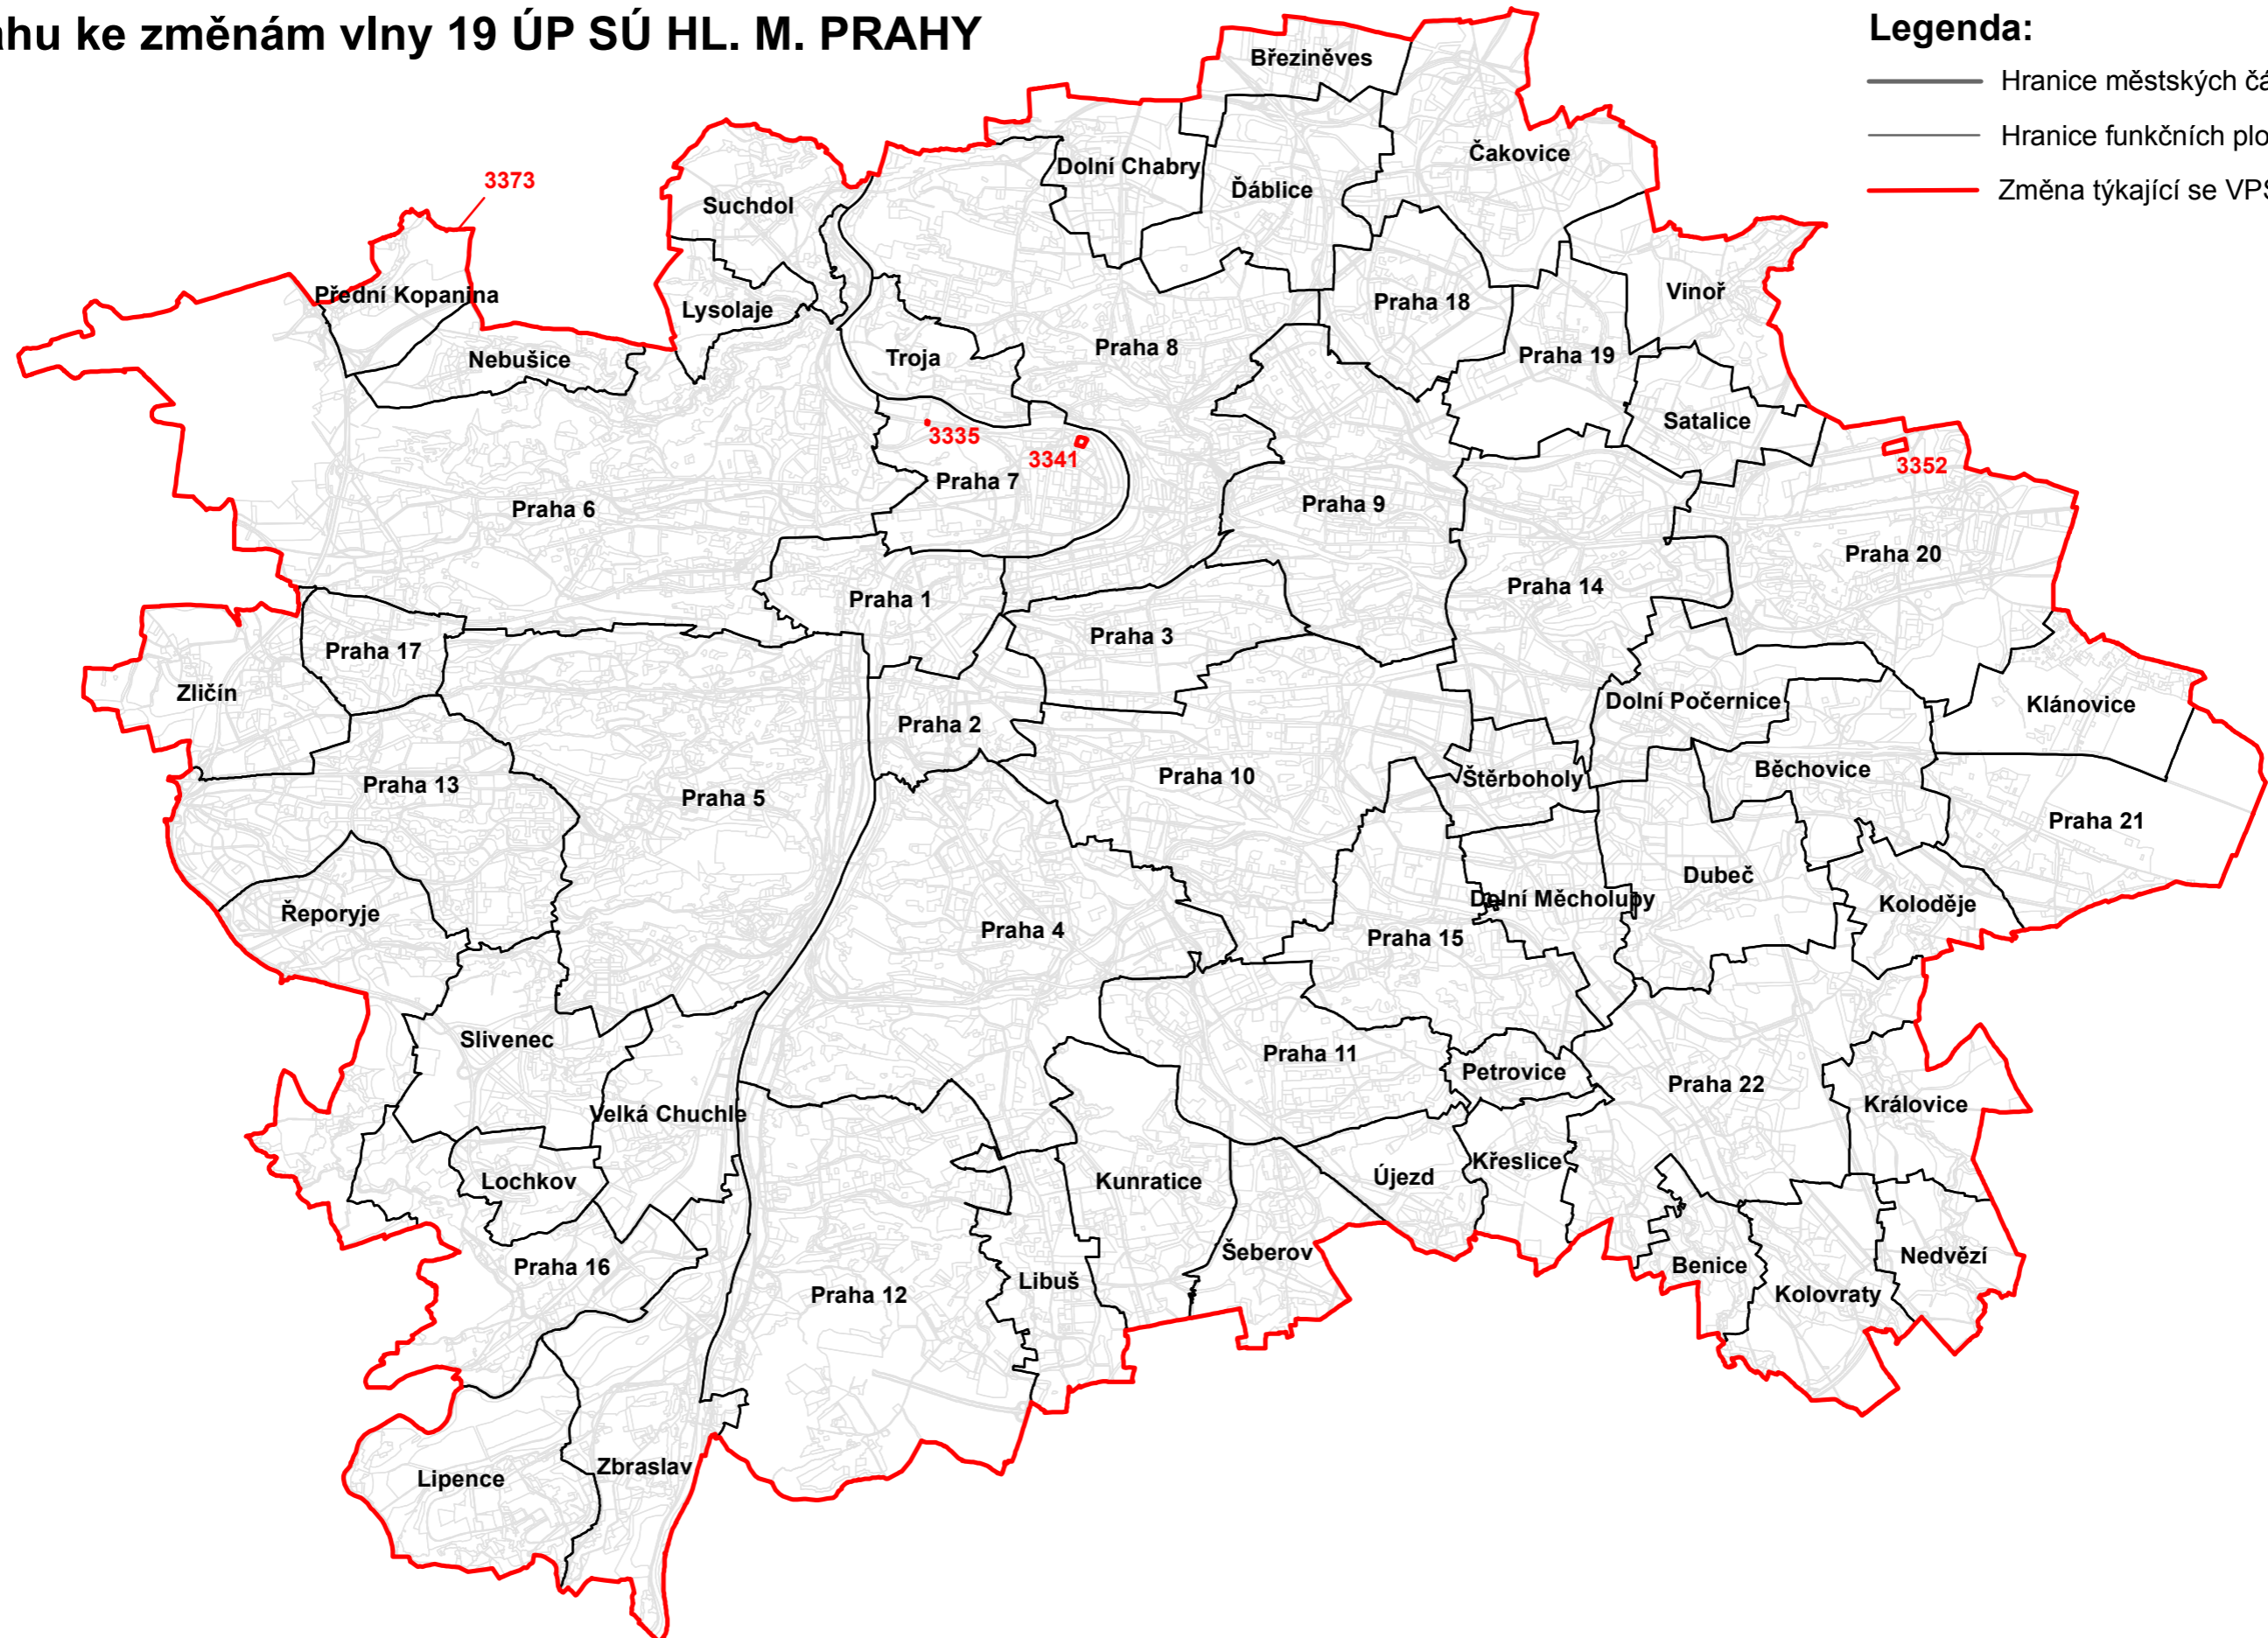 ahu ke změnám vlny 19 ÚP SÚ HL. M. PRAHY
Legenda:
Hranice městských čá
Hranice funkčních plo
Změna týkající se VPS
Březiněves
Čakovice
Dolní Chabry
Ďáblice
3373
Suchdol
Vinoř
Přední Kopanina
Lysolaje
Praha 18
Nebušice
Troja
Praha 8
Praha 19
Satalice
3335
3341
3352
Praha 7
Praha 6
Praha 9
Praha 20
Praha 14
Praha 1
Praha 3
Praha 17
Zličín
Dolní Počernice
Klánovice
Praha 2
Praha 13
Praha 5
Praha 10
Štěrboholy
Běchovice
Praha 21
Dubeč
Dolní Měcholupy
Koloděje
Řeporyje
Praha 4
Praha 15
Slivenec
Praha 11
Petrovice
Praha 22
Královice
Velká Chuchle
Lochkov
Kunratice
Újezd
Křeslice
Šeberov
Praha 16
Praha 12
Libuš
Benice
Nedvězí
Kolovraty
Lipence
Zbraslav